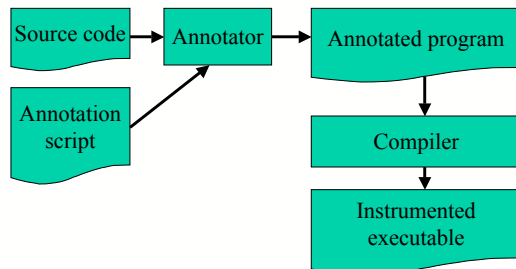 Source code
Annotator
Annotated program
Annotation
script
Compiler
Instrumented
executable